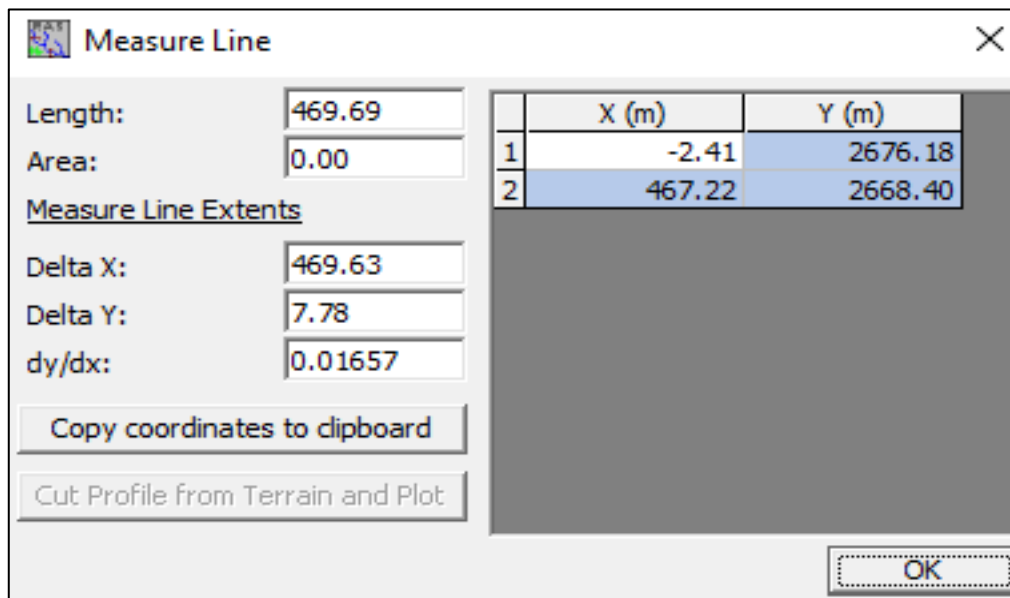 Measure Line
Length: 469.69
Area: 0.00
Measure Line Extents
Delta X: 469.63
Delta Y: 7.78
dy/dx: 0.01657
Copy coordinates to clipboard
Cut Profile from Terrain and Plot
X (m) Y (m)
1 -2.41 2676.18
2 467.22 2668.40
OK